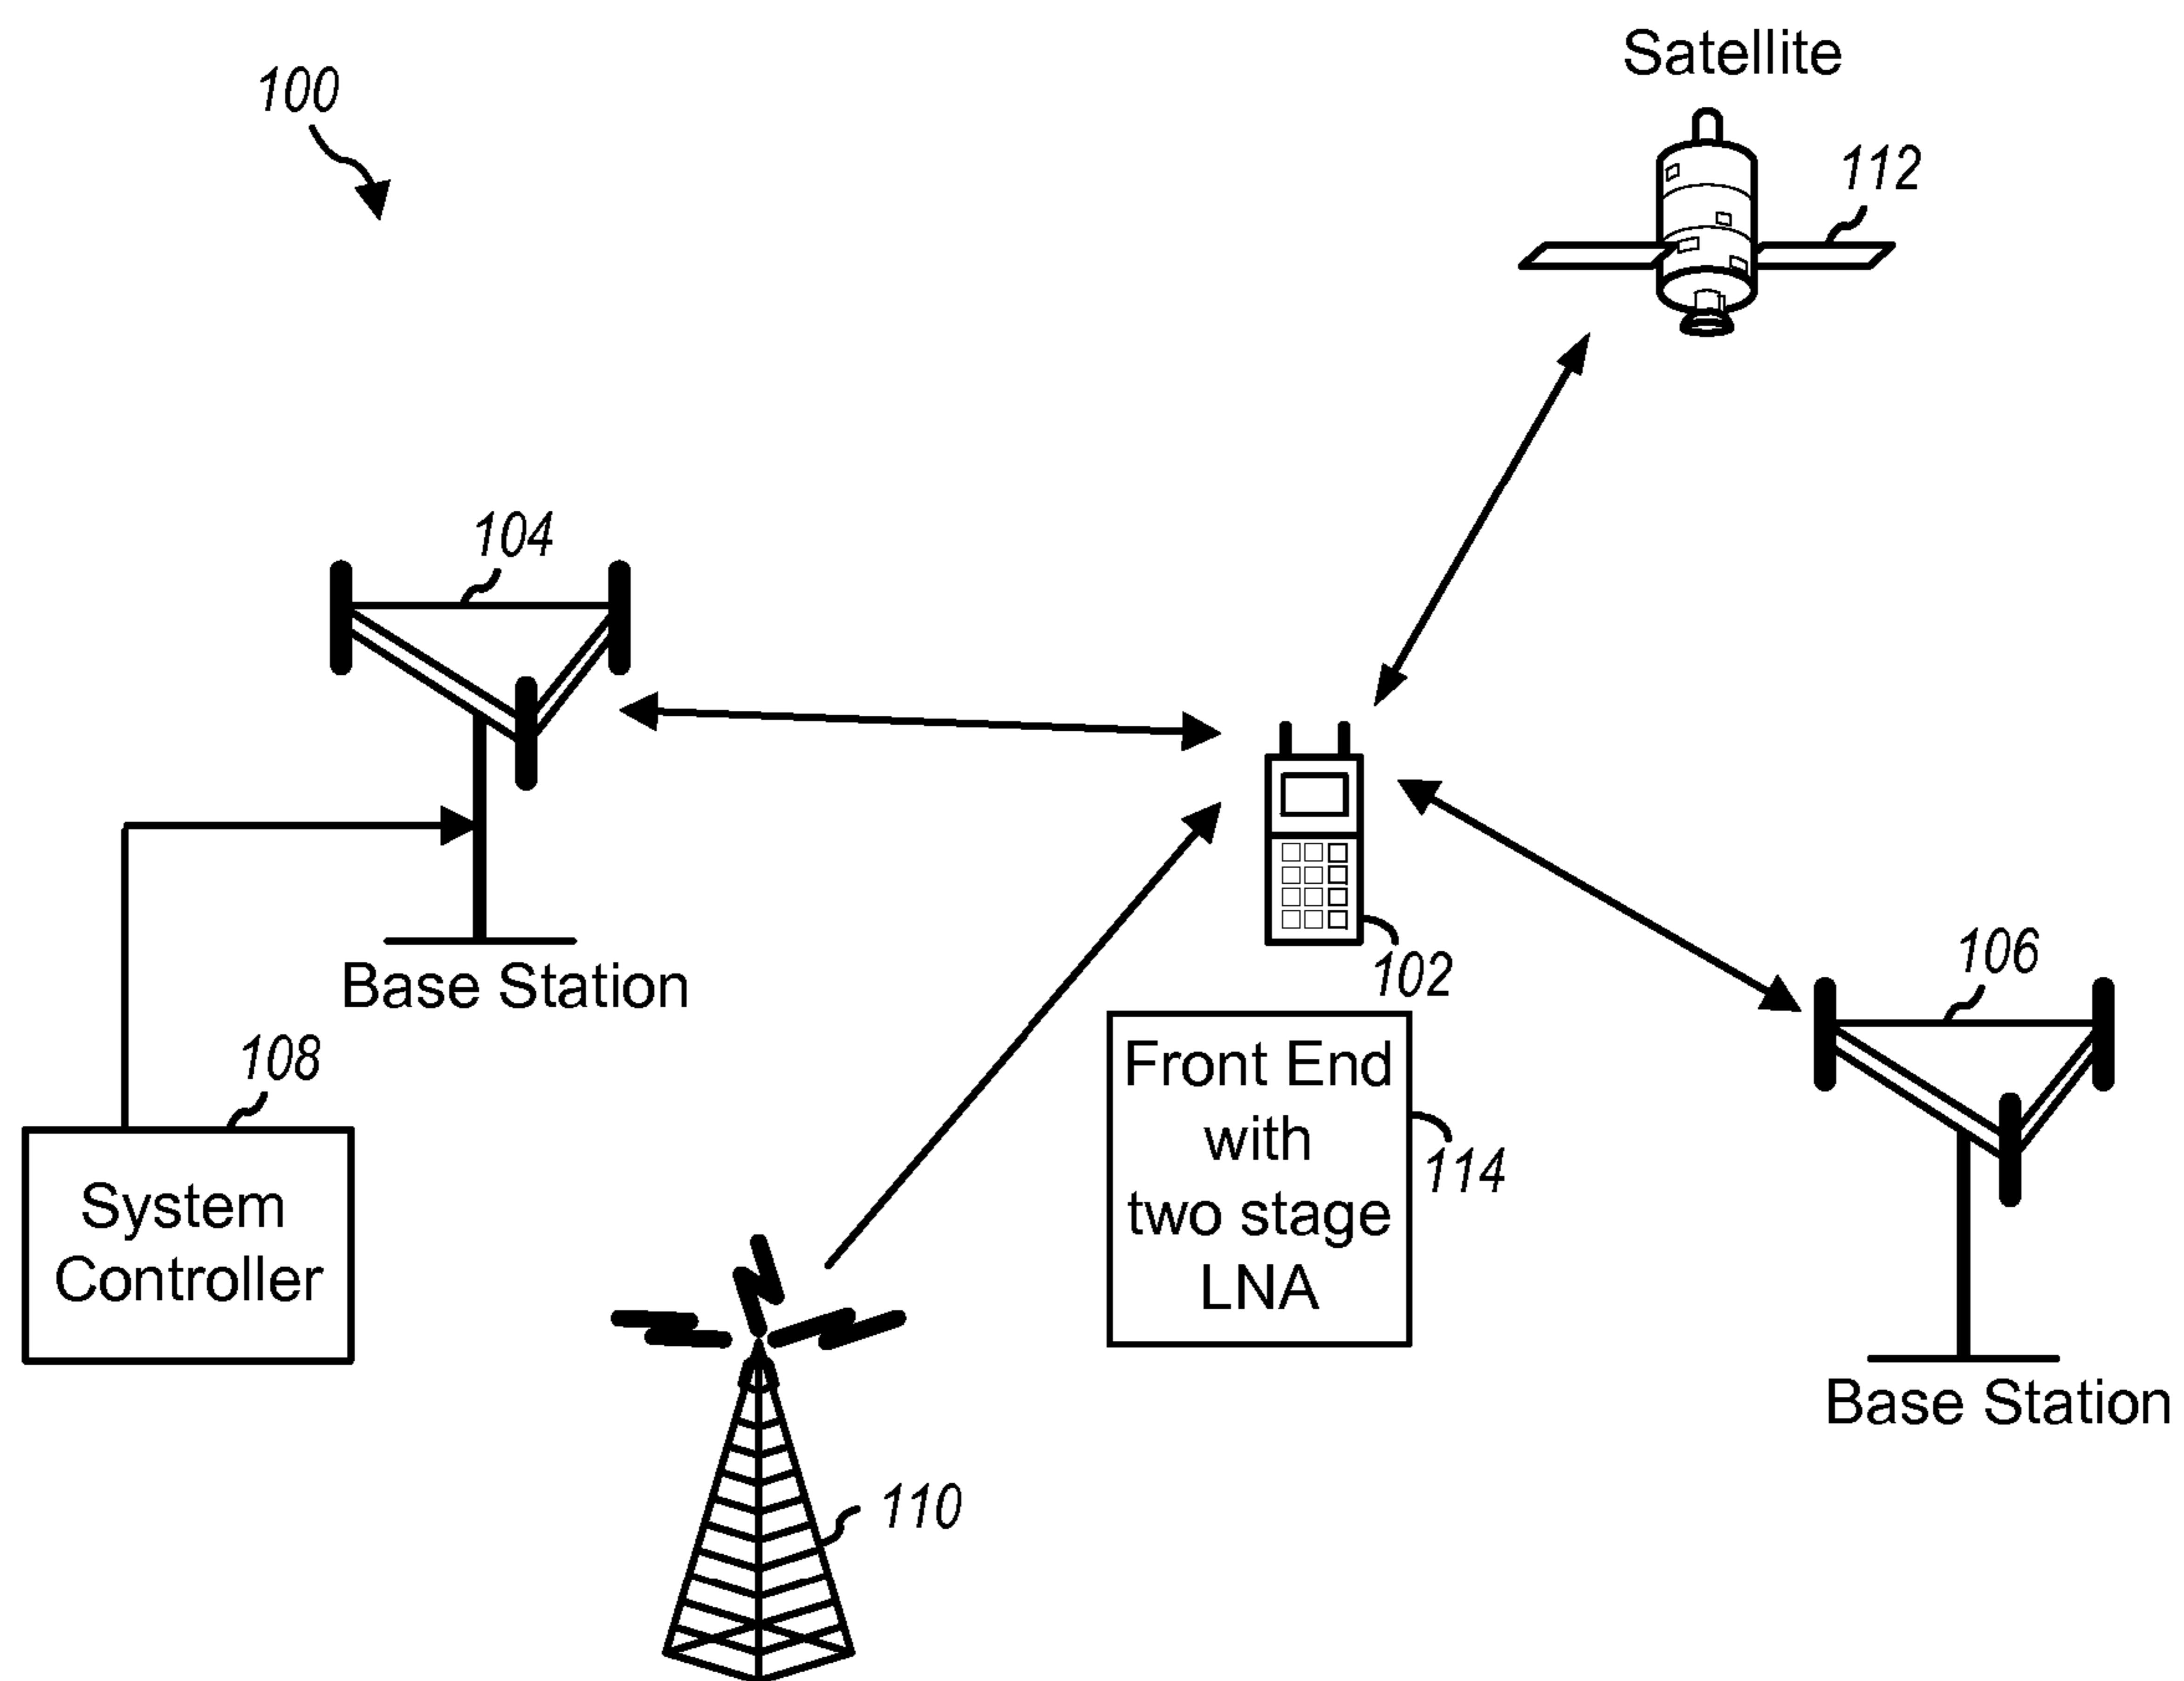 Satellite
100
112
104
106
102
Base Station
108
Front End
with
two stage
LNA
114
System
Controller
Base Station
110